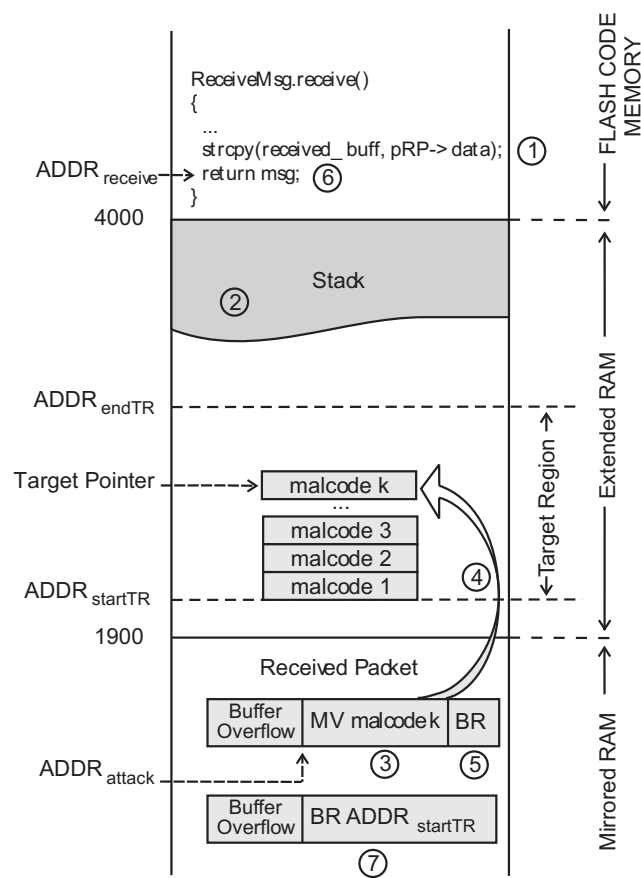 ReceiveMsg.receive()
{
...
strcpy(received_ buff, pRP-> data);
①
ADDR receive
return msg;
⑥
}
FLASH CODE
MEMORY
4000
Stack
②
ADDR endTR
Target Pointer
malcode k
...
malcode 3
malcode 2
malcode 1
④
Target Region
Extended RAM
ADDR startTR
1900
Received Packet
Buffer
Overflow
MV malcode k
BR
③
⑤
ADDR attack
Buffer
Overflow
BR ADDR startTR
⑦
Mirrored RAM